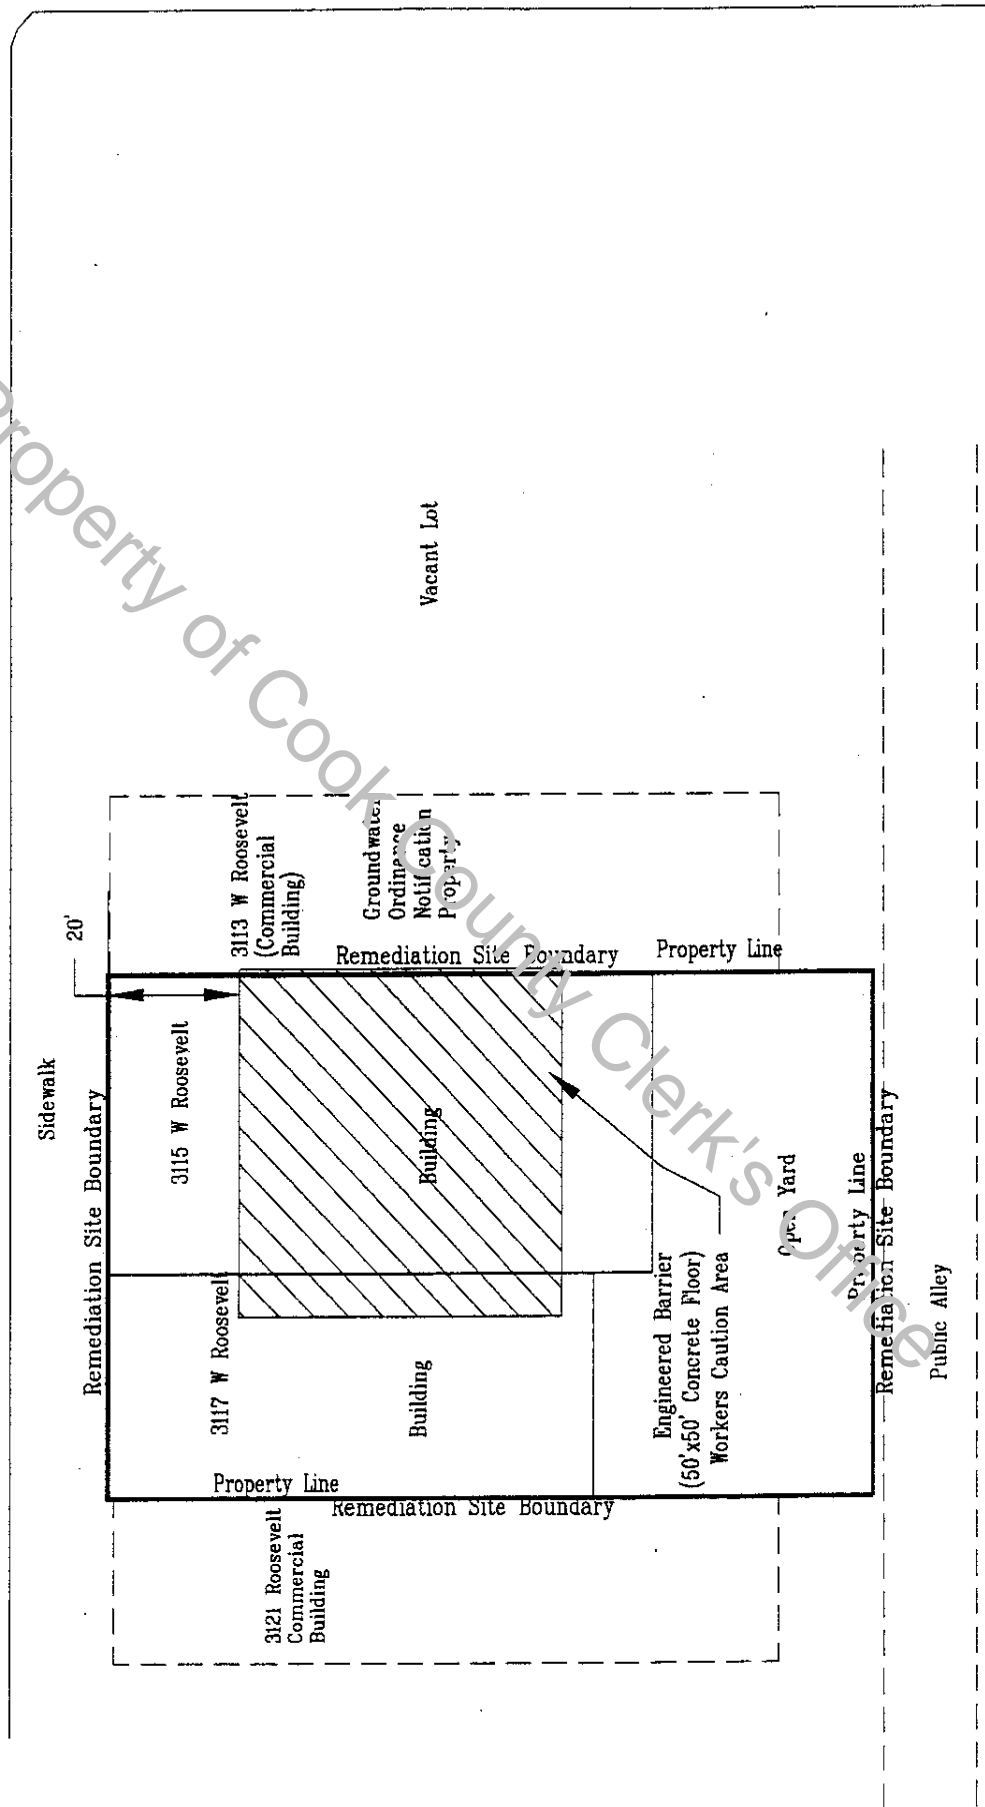 Property of Cook County Clerk's Office
Sidewalk
20'
Remediation Site Boundary
3121 Roosevelt
Commercial
Building
Property Line
Remediation Site Boundary
3117 W Roosevelt
Building
3115 W Roosevelt
Building
3113 W Roosevelt
(Commercial
Building)
Groundwater
Ordinance
Notification
Property
Remediation Site Boundary
Property Line
Vacant Lot
Engineered Barrier
(50'x50' Concrete Floor)
Workers Caution Area
Open Yard
Property Line
Remediation Site Boundary
Public Alley